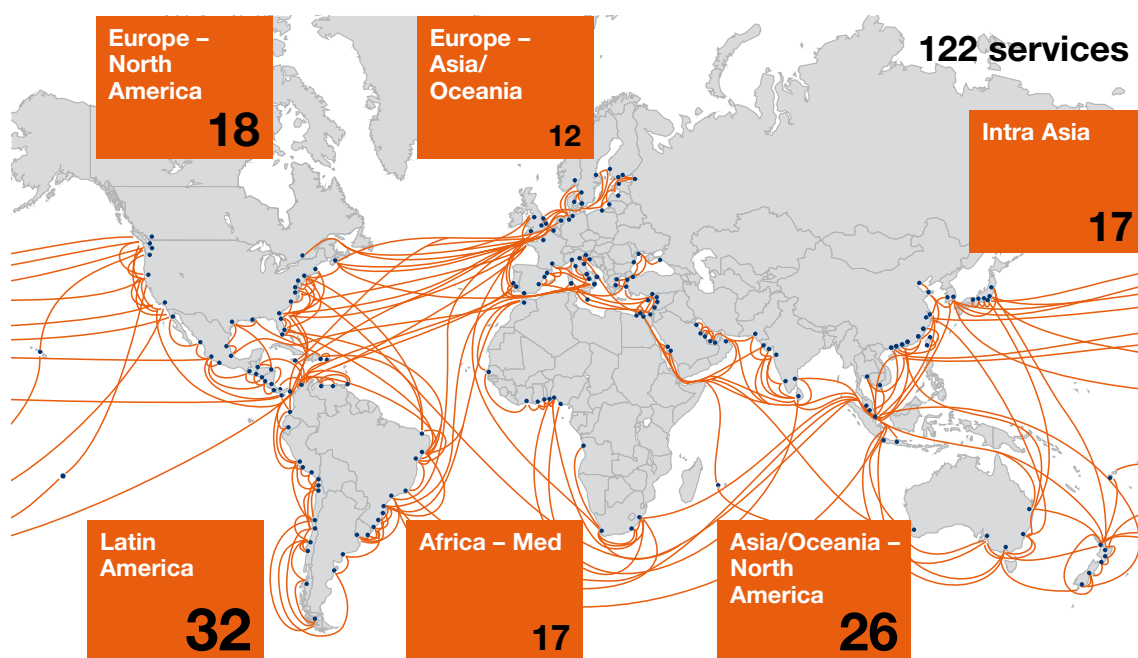 Europe –
North
America
18
Europe –
Asia/
Oceania
12
122 services
Intra Asia
17
Latin
America
32
Africa – Med
17
Asia/Oceania –
North
America
26